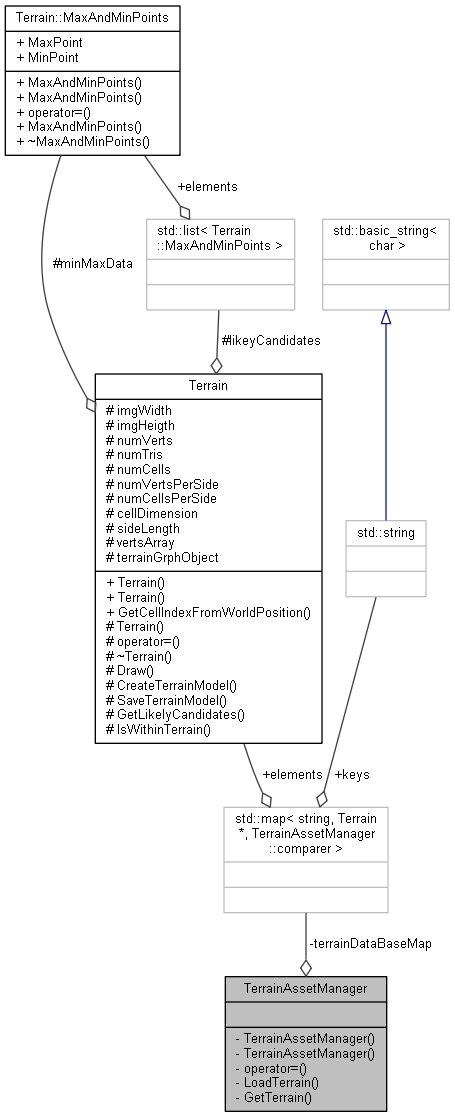 Terrain::MaxAndMinPoints
+ MaxPoint
+ MinPoint
+ MaxAndMinPoints()
+ MaxAndMinPoints()
+ operator=()
+ MaxAndMinPoints()
+ ~MaxAndMinPoints()
+elements
std::list< Terrain
::MaxAndMinPoints >
std::basic_string<
char >
#minMaxData
#likeyCandidates
Terrain
# imgWidth
# imgHeigth
# numVerts
# numTris
# numCells
# numVertsPerSide
# numCellsPerSide
# cellDimension
# sideLength
# vertsArray
# terrainGrphObject
+ Terrain()
+ Terrain()
+ GetCellIndexFromWorldPosition()
# Terrain()
# operator=()
# ~Terrain()
# Draw()
# CreateTerrainModel()
# SaveTerrainModel()
# GetLikelyCandidates()
# IsWithinTerrain()
std::string
+elements
+keys
std::map< string, Terrain
*, TerrainAssetManager
::comparer >
-terrainDataBaseMap
TerrainAssetManager
- TerrainAssetManager()
- TerrainAssetManager()
- operator=()
- LoadTerrain()
- GetTerrain()